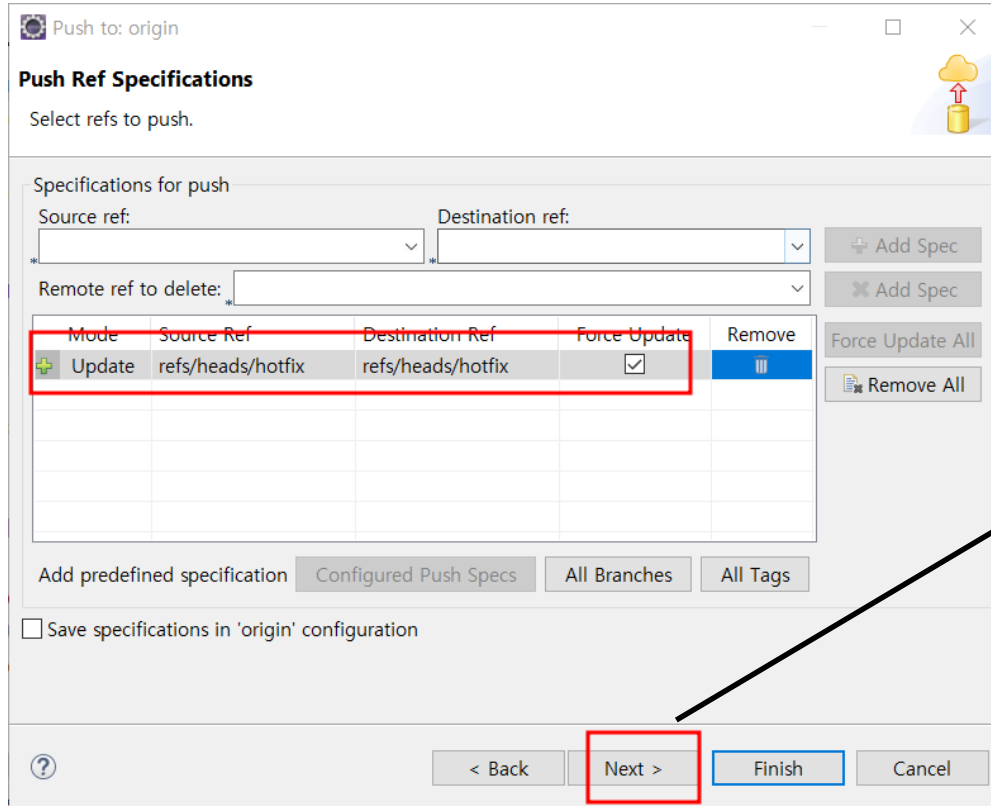 Push to: origin
Push Ref Specifications
Select refs to push.
Specifications for push
Source ref: Destination ref:
Add Spec
Remote ref to delete: Add Spec
Mode Source Ref Destination Ref Force Update Remove Force Update All
Update refs/heads/hotfix refs/heads/hotfix
Remove All
Add predefined specification Configured Push Specs All Branches All Tags
Save specifications in 'origin' configuration
? < Back Next > Finish Cancel